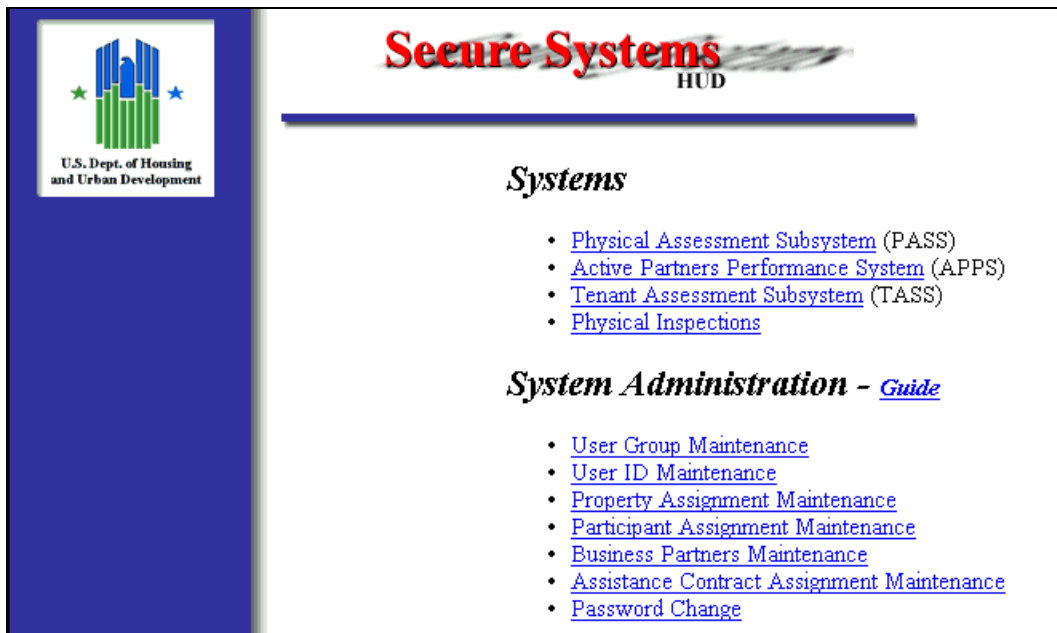 U.S. Dept. of Housing
and Urban Development
Secure Systems
HUD
Systems
• Physical Assessment Subsystem (PASS)
• Active Partners Performance System (APPS)
• Tenant Assessment Subsystem (TASS)
• Physical Inspections
System Administration - Guide
• User Group Maintenance
• User ID Maintenance
• Property Assignment Maintenance
• Participant Assignment Maintenance
• Business Partners Maintenance
• Assistance Contract Assignment Maintenance
• Password Change